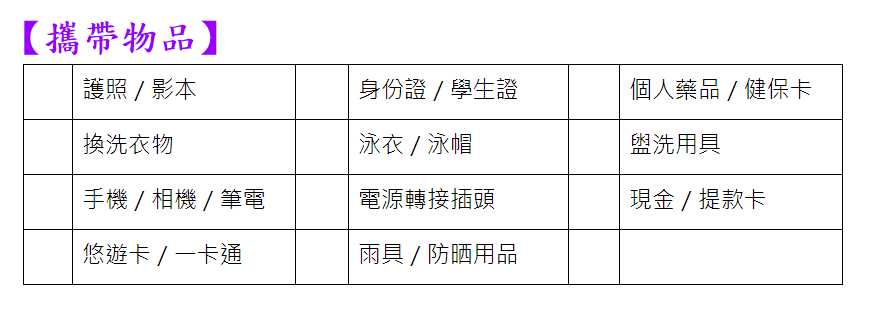 【攜帶物品】
護照 / 影本 身份證 / 學生證 個人藥品 / 健保卡
換洗衣物 泳衣 / 泳帽 盥洗用具
手機 / 相機 / 筆電 電源轉接插頭 現金 / 提款卡
悠遊卡 / 一卡通 雨具 / 防晒用品